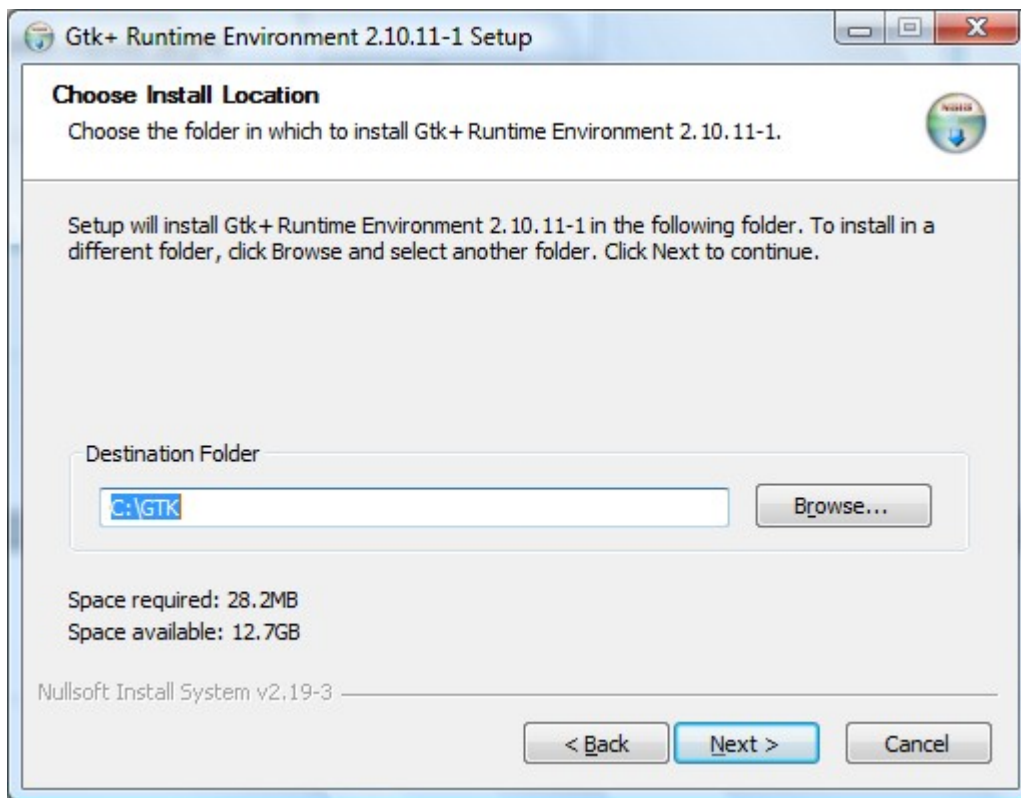 Gtk+ Runtime Environment 2.10.11-1 Setup
Choose Install Location
Choose the folder in which to install Gtk+ Runtime Environment 2.10.11-1.
Setup will install Gtk+ Runtime Environment 2.10.11-1 in the following folder. To install in a
different folder, click Browse and select another folder. Click Next to continue.
Destination Folder
C:\GTK
Browse...
Space required: 28.2MB
Space available: 12.7GB
Nullsoft Install System v2.19-3
< Back
Next >
Cancel